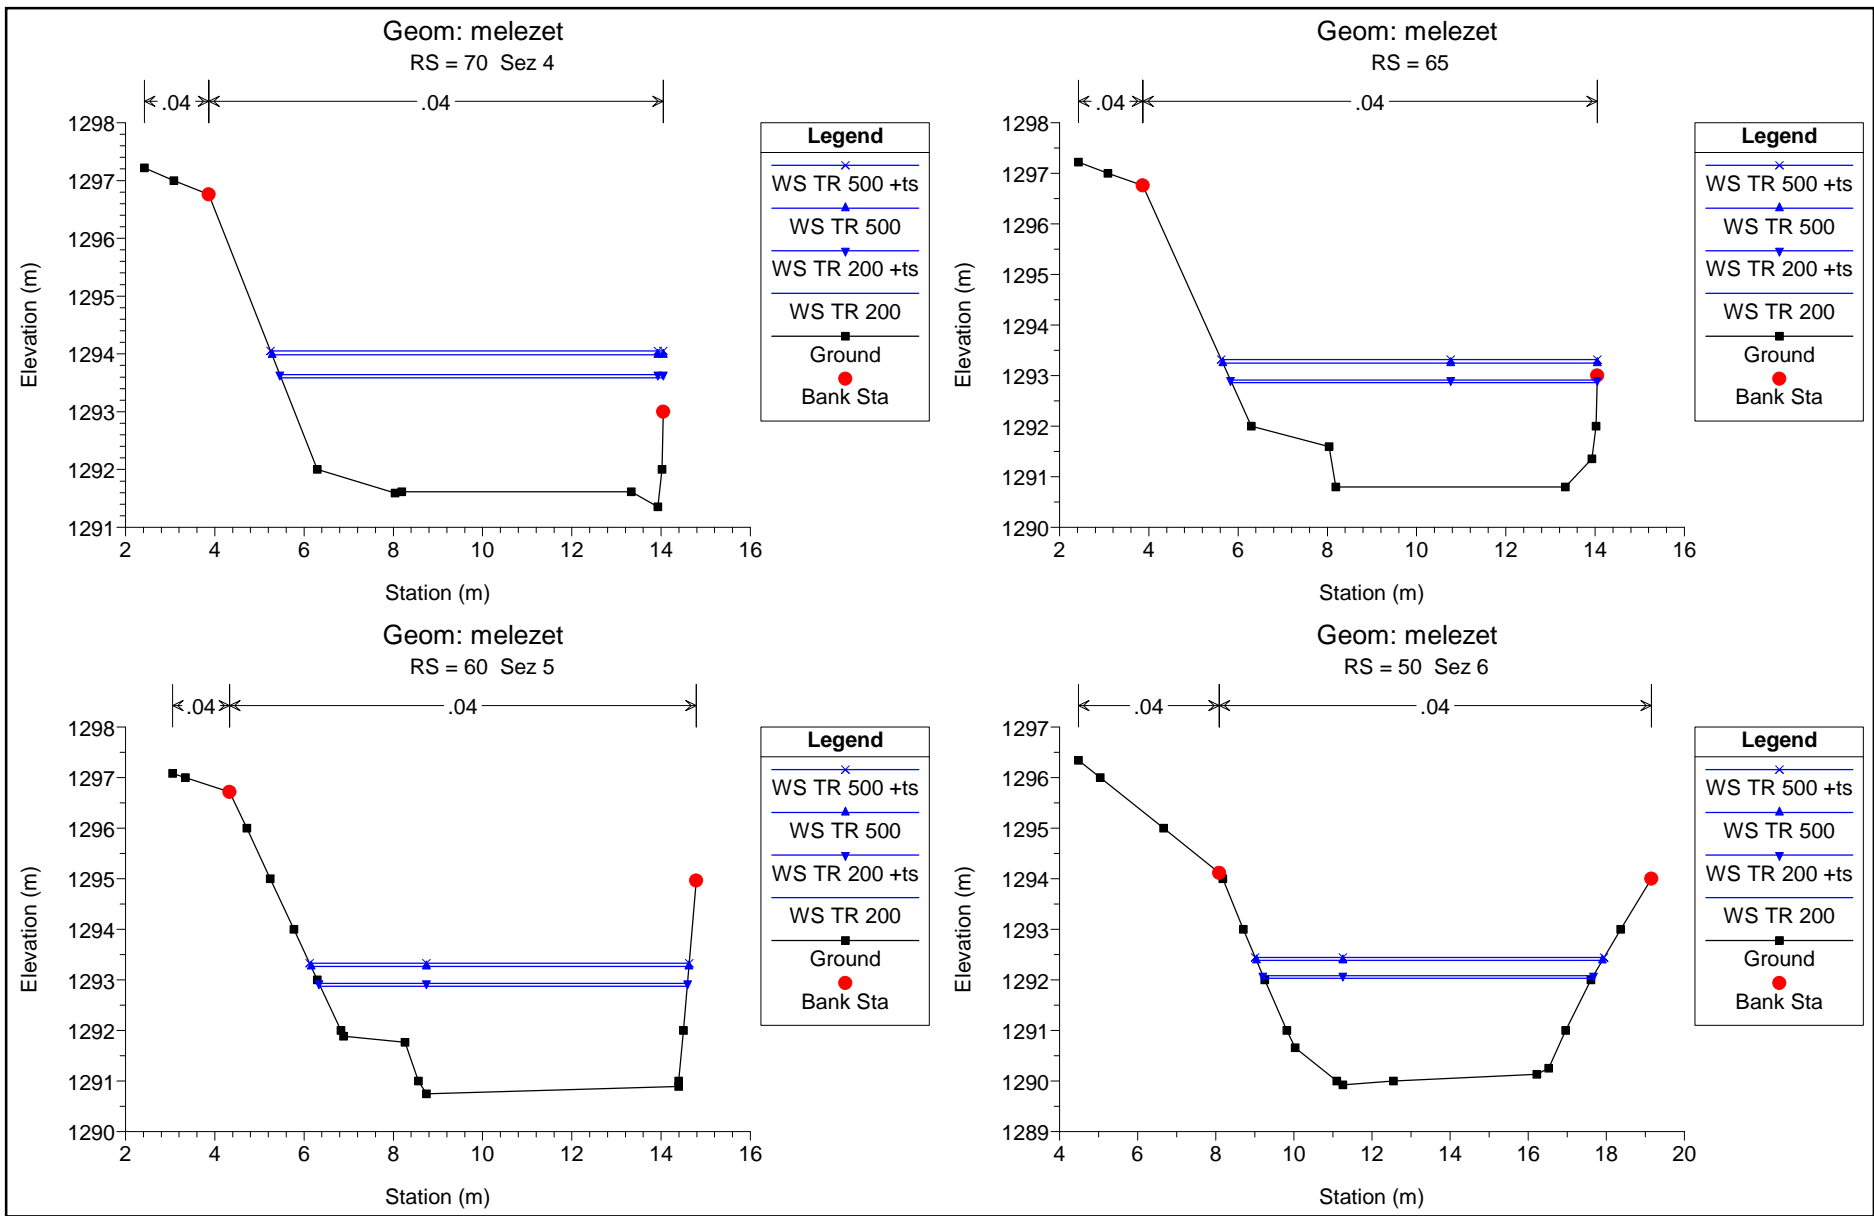 Geom: melezet
RS = 70 Sez 4
.04
.04
1298
1297
1296
1295
1294
1293
1292
1291
Elevation (m)
2
4
6
8
10
12
14
16
Station (m)
Legend
WS TR 500 +ts
WS TR 500
WS TR 200 +ts
WS TR 200
Ground
Bank Sta
Geom: melezet
RS = 65
.04
.04
1298
1297
1296
1295
1294
1293
1292
1291
1290
Elevation (m)
2
4
6
8
10
12
14
16
Station (m)
Legend
WS TR 500 +ts
WS TR 500
WS TR 200 +ts
WS TR 200
Ground
Bank Sta
Geom: melezet
RS = 60 Sez 5
.04
.04
1298
1297
1296
1295
1294
1293
1292
1291
1290
Elevation (m)
2
4
6
8
10
12
14
16
Station (m)
Legend
WS TR 500 +ts
WS TR 500
WS TR 200 +ts
WS TR 200
Ground
Bank Sta
Geom: melezet
RS = 50 Sez 6
.04
.04
1297
1296
1295
1294
1293
1292
1291
1290
1289
Elevation (m)
4
6
8
10
12
14
16
18
20
Station (m)
Legend
WS TR 500 +ts
WS TR 500
WS TR 200 +ts
WS TR 200
Ground
Bank Sta